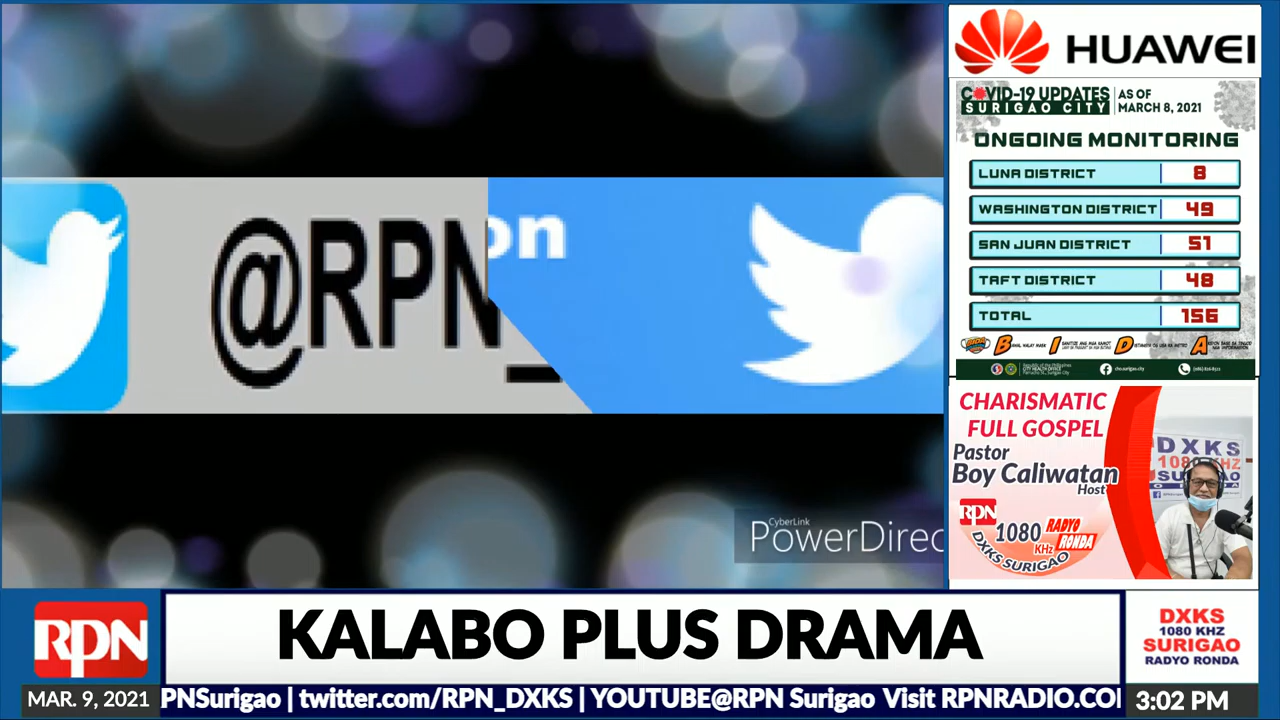 @RPN_
on
CyberLink
PowerDirec
HUAWEI
COVID-19 UPDATES
SURIGAO CITY
AS OF
MARCH 8, 2021
ONGOING MONITORING
LUNA DISTRICT 8
WASHINGTON DISTRICT 49
SAN JUAN DISTRICT 51
TAFT DISTRICT 48
TOTAL 156
B I D A
CHARISMATIC
FULL GOSPEL
Pastor
Boy Caliwatan
Host
RPN
1080
KHz
RADYO
RONDA
DXKS SURIGAO
DXKS
1080 KHZ
SURIGAO
RPN
KALABO PLUS DRAMA
DXKS
1080 KHZ
SURIGAO
RADYO RONDA
MAR. 9, 2021
PNSurigao | twitter.com/RPN_DXKS | YOUTUBE@RPN Surigao Visit RPNRADIO.CO
3:02 PM